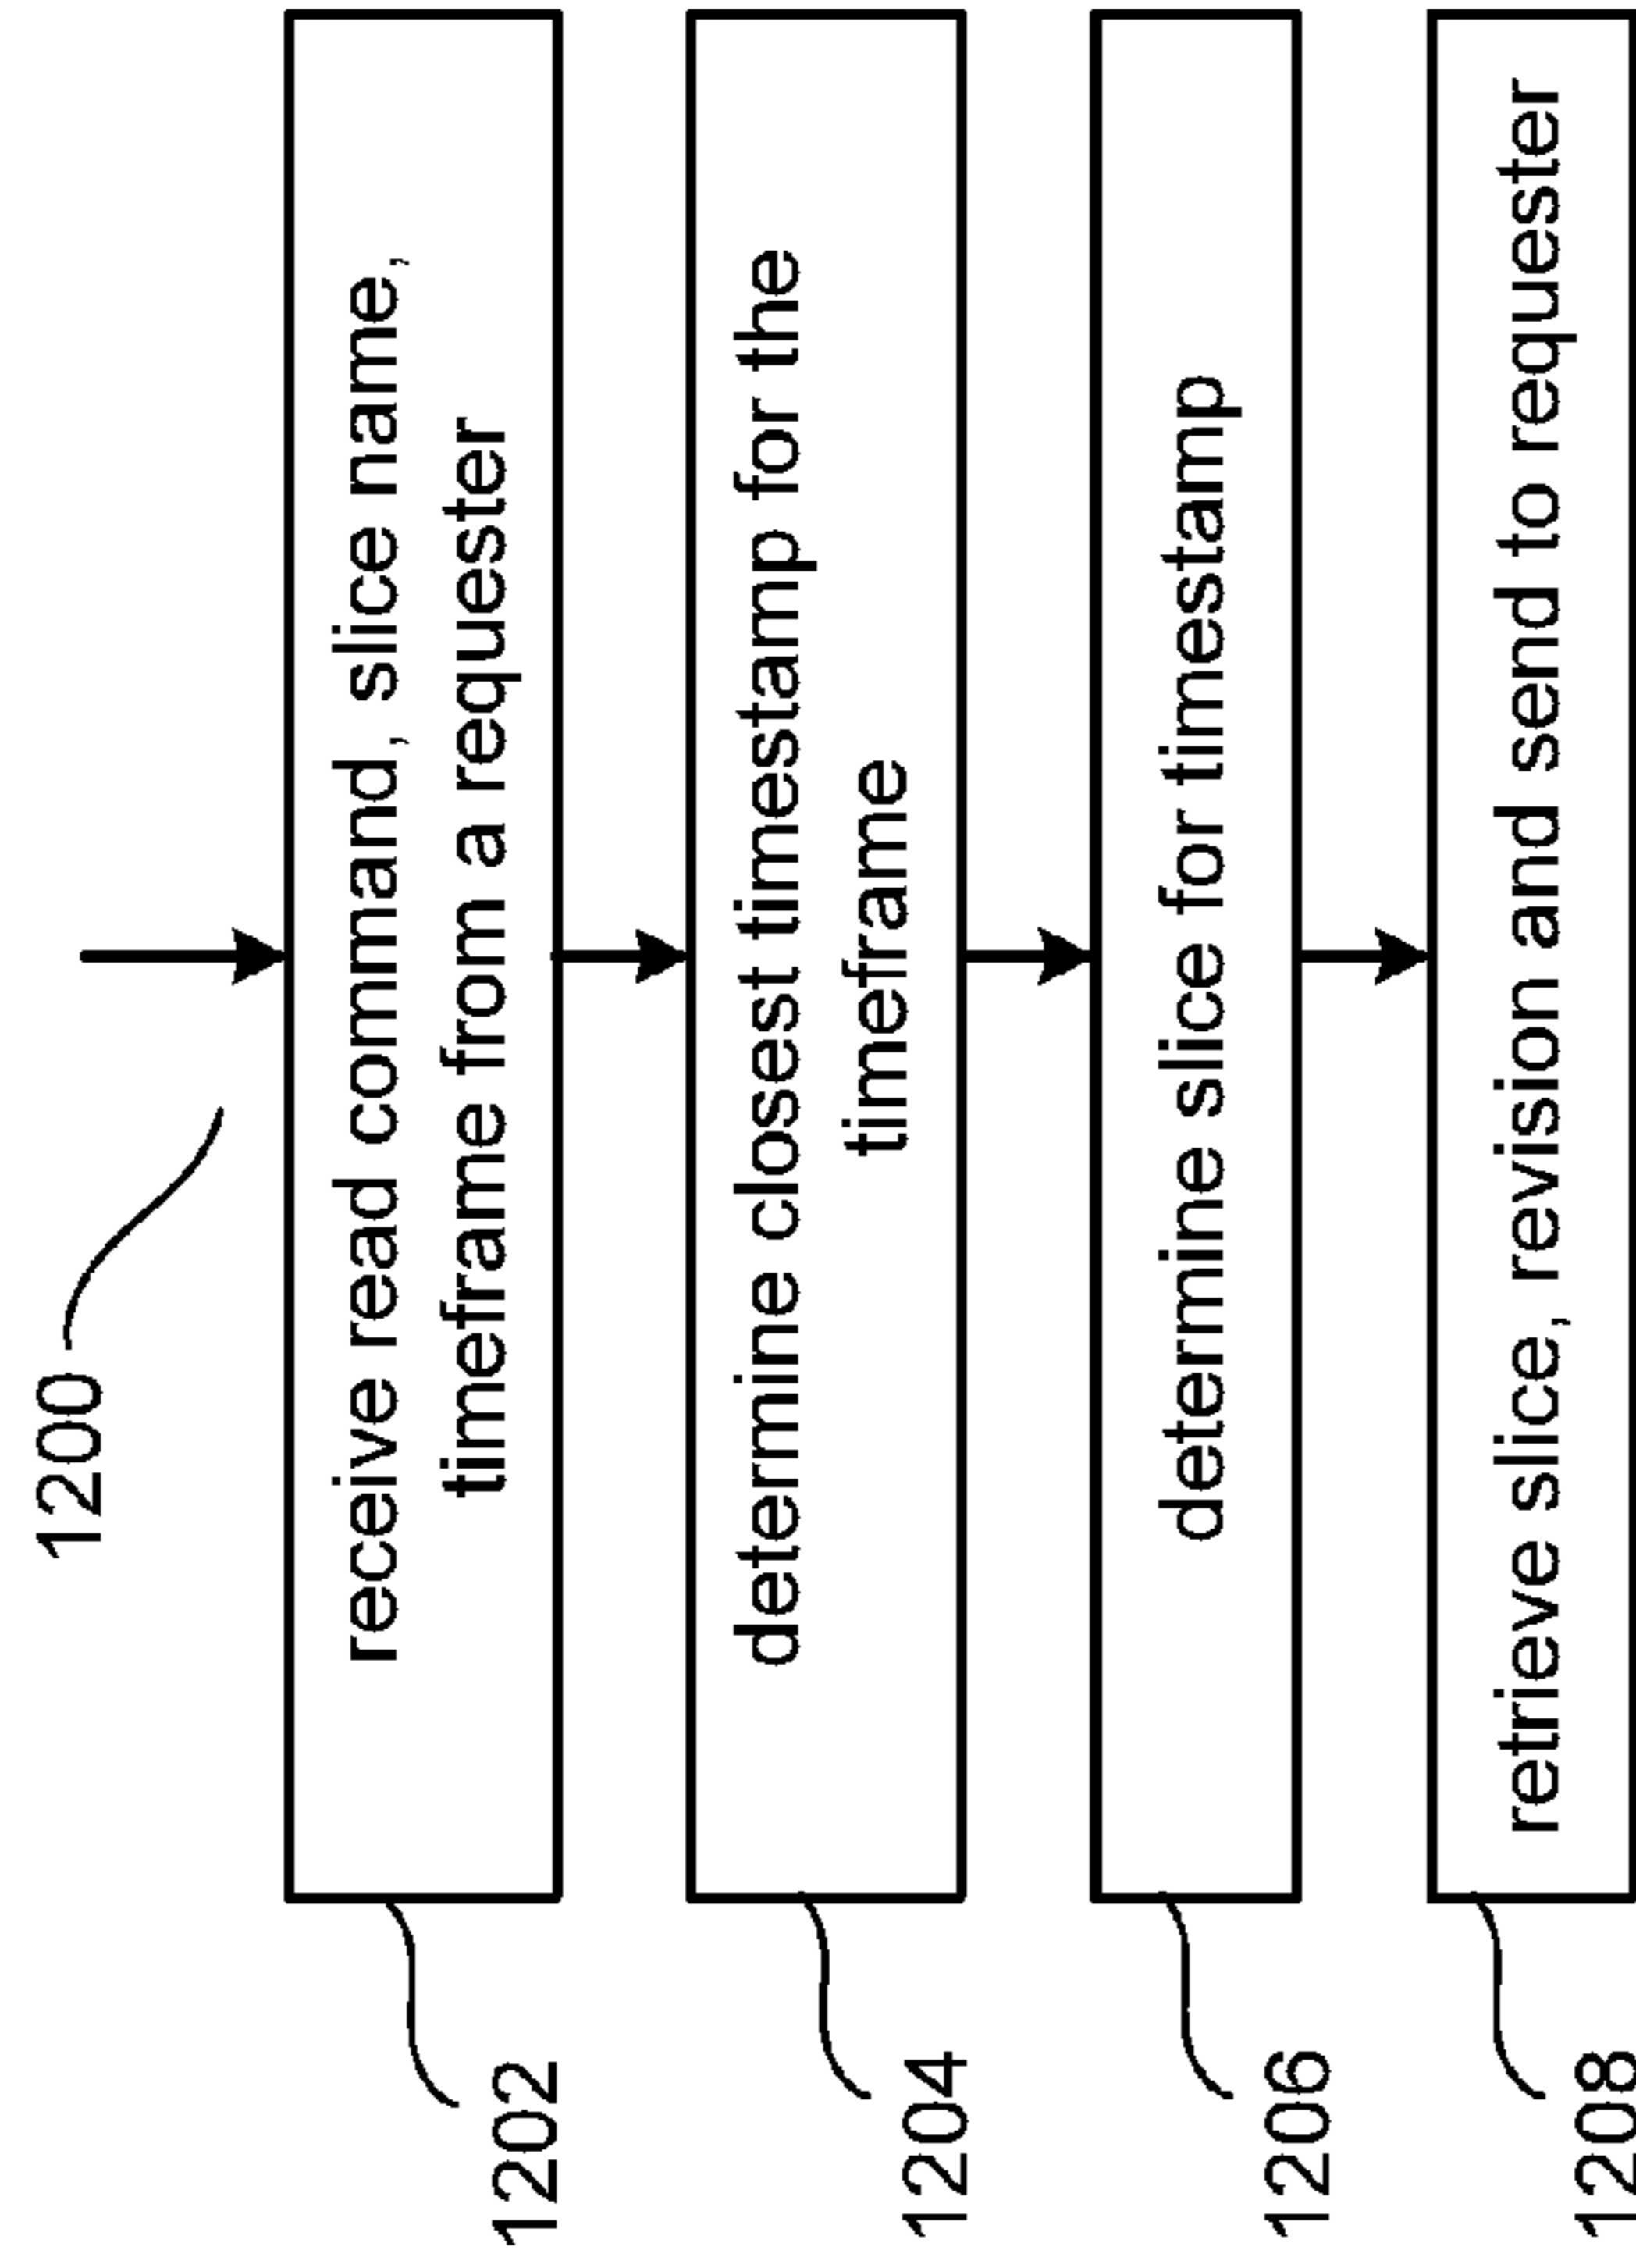 1200
1202
receive read command, slice name,
timeframe from a requester
1204
determine closest timestamp for the
timeframe
1206
determine slice for timestamp
1208
retrieve slice, revision and send to requester